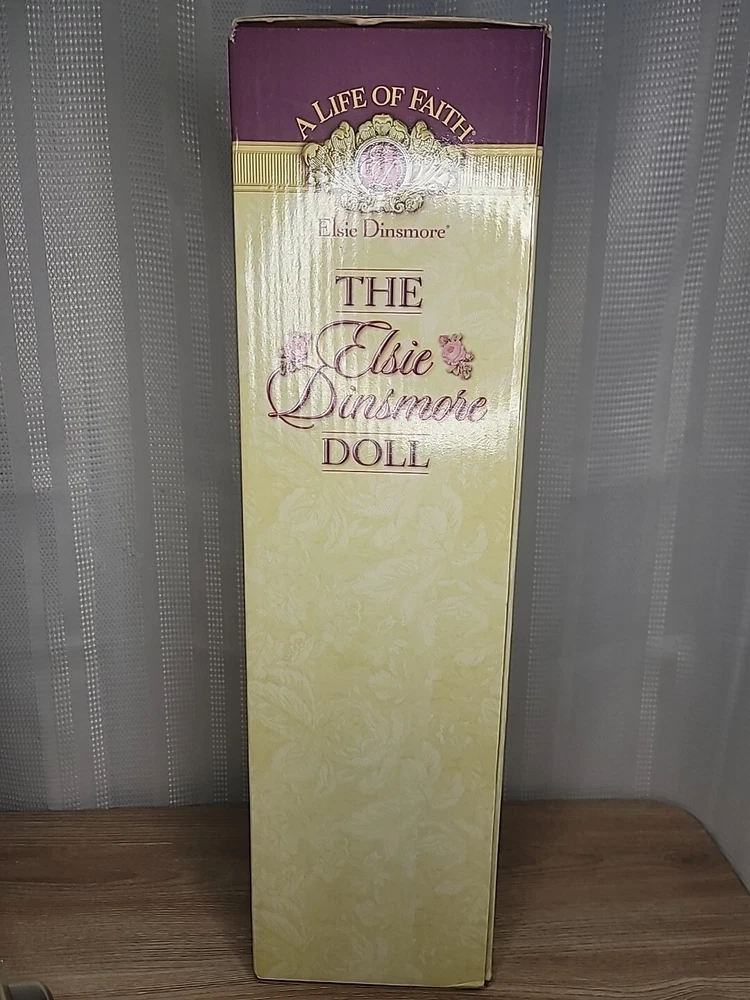 A LIFE OF FAITH®
Elsie Dinsmore®
THE
Elsie
Dinsmore
DOLL